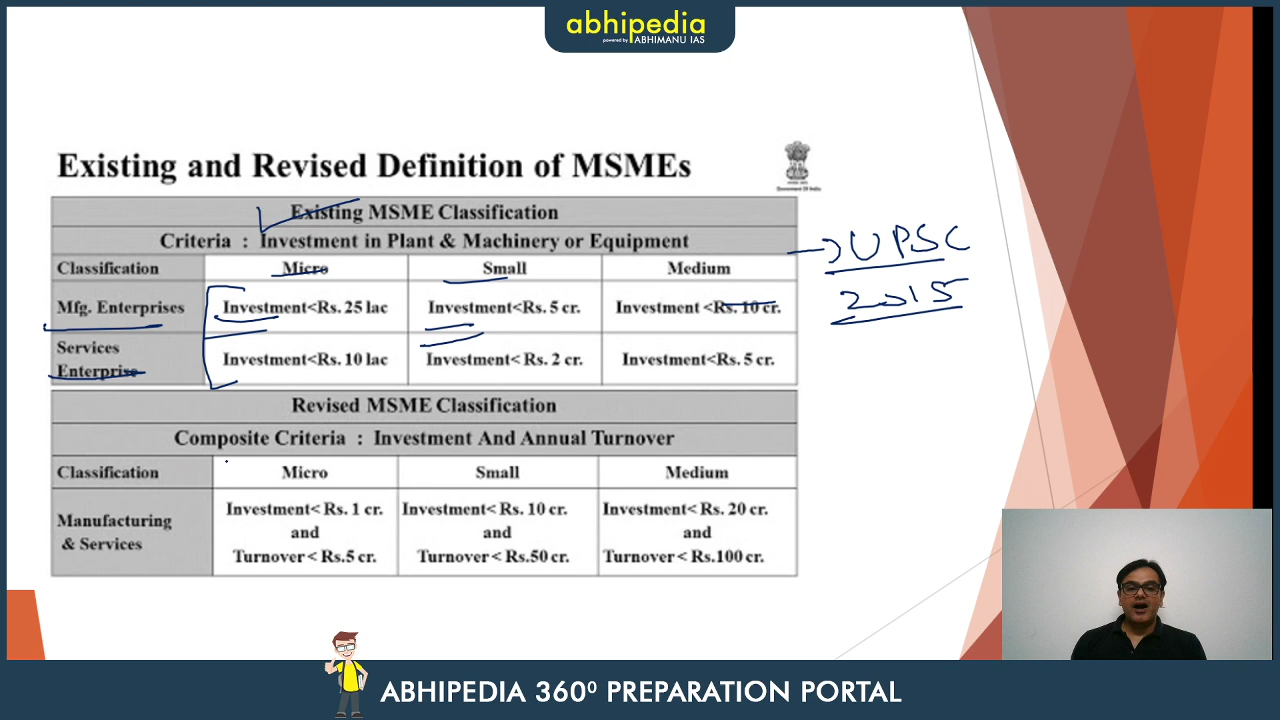 abhipedia
powered by ABHIMANU IAS
Existing and Revised Definition of MSMEs
Government Of India
Existing MSME Classification
Criteria : Investment in Plant & Machinery or Equipment
Classification Micro Small Medium
Mfg. Enterprises Investment<Rs. 25 lac Investment<Rs. 5 cr. Investment <Rs. 10 cr.
Services Enterprise Investment<Rs. 10 lac Investment< Rs. 2 cr. Investment<Rs. 5 cr.
UPSC
2015
Revised MSME Classification
Composite Criteria : Investment And Annual Turnover
Classification Micro Small Medium
Manufacturing & Services Investment< Rs. 1 cr. and Turnover< Rs.5 cr. Investment< Rs. 10 cr. and Turnover< Rs.50 cr. Investment< Rs. 20 cr. and Turnover< Rs.100 cr.
ABHIPEDIA 360⁰ PREPARATION PORTAL